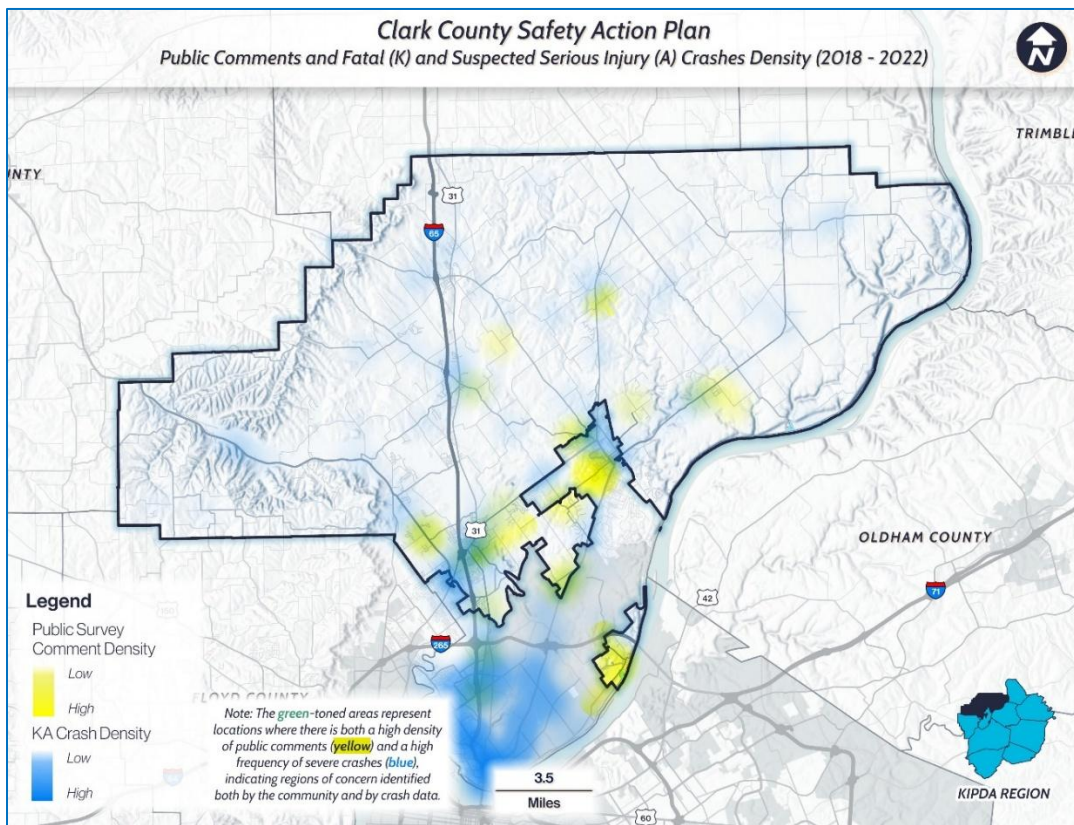 Clark County Safety Action Plan
Public Comments and Fatal (K) and Suspected Serious Injury (A) Crashes Density (2018 - 2022)
N
TRIMBLE
UNTY
31
65
31
OLDHAM COUNTY
71
42
265
FLOYD COUNTY
60
Legend
Public Survey
Comment Density
Low
High
KA Crash Density
Low
High
Note: The green-toned areas represent
locations where there is both a high density
of public comments (yellow) and a high
frequency of severe crashes (blue),
indicating regions of concern identified
both by the community and by crash data.
3.5
Miles
KIPDA REGION